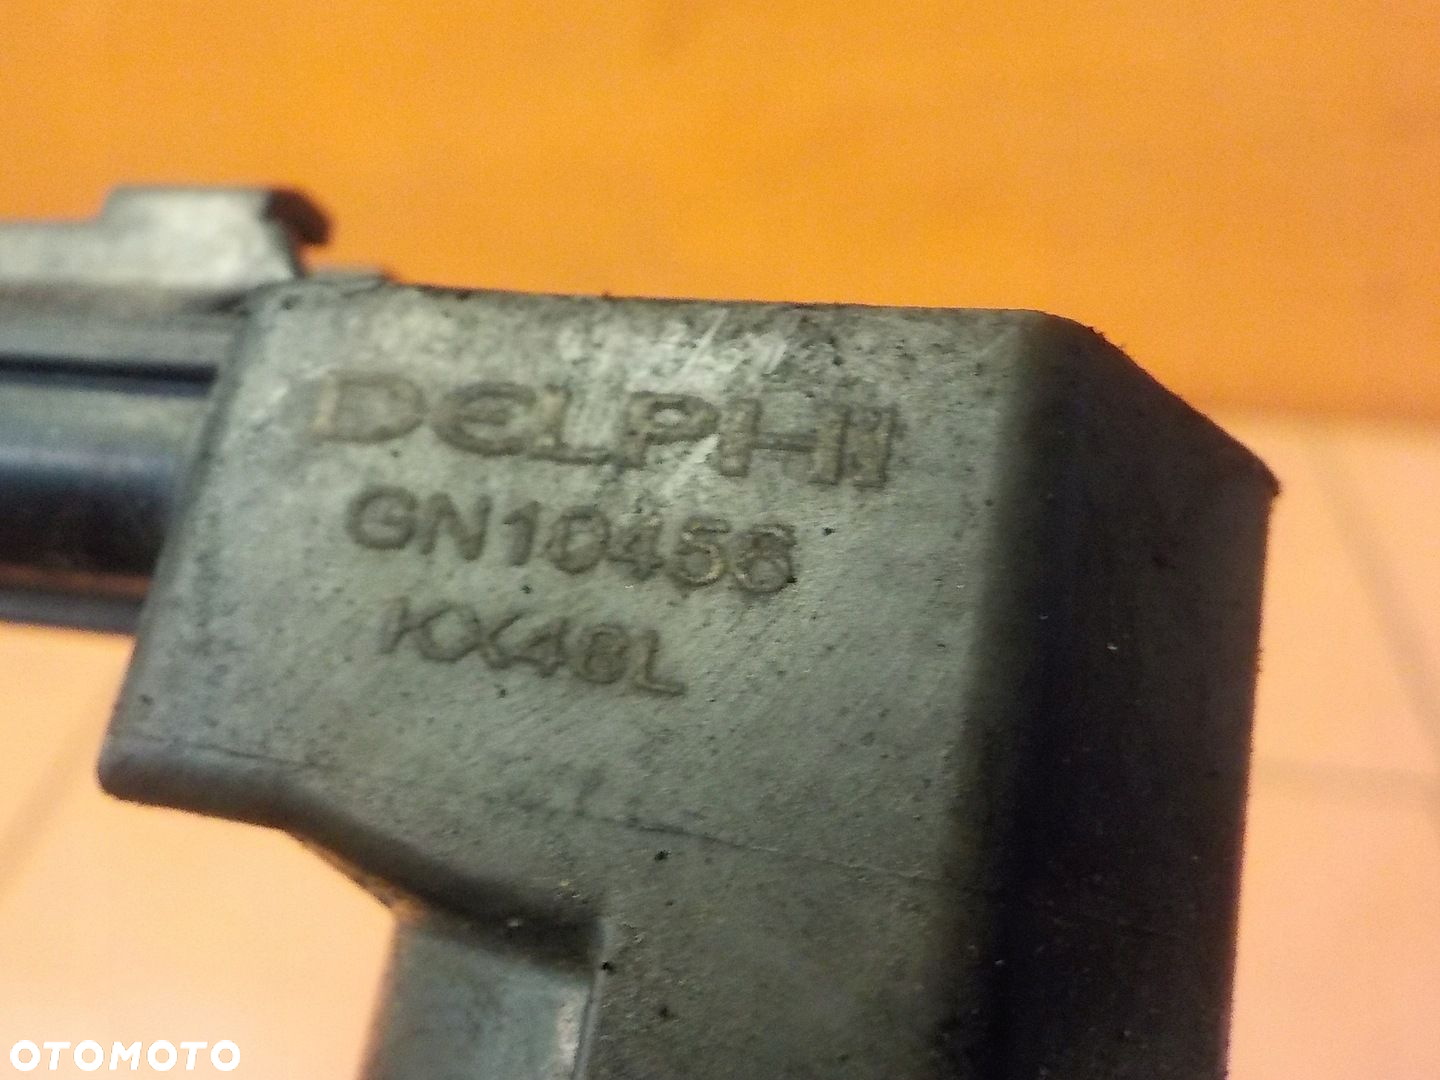 DELPHI
GN10456
KX48L
OTOMOTO